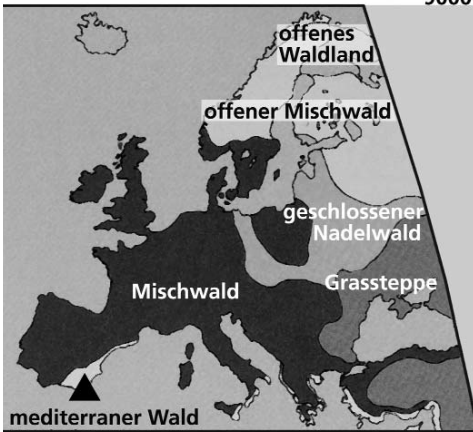 offenes
Waldland
offener Mischwald
geschlossener
Nadelwald
Grassteppe
Mischwald
mediterraner Wald